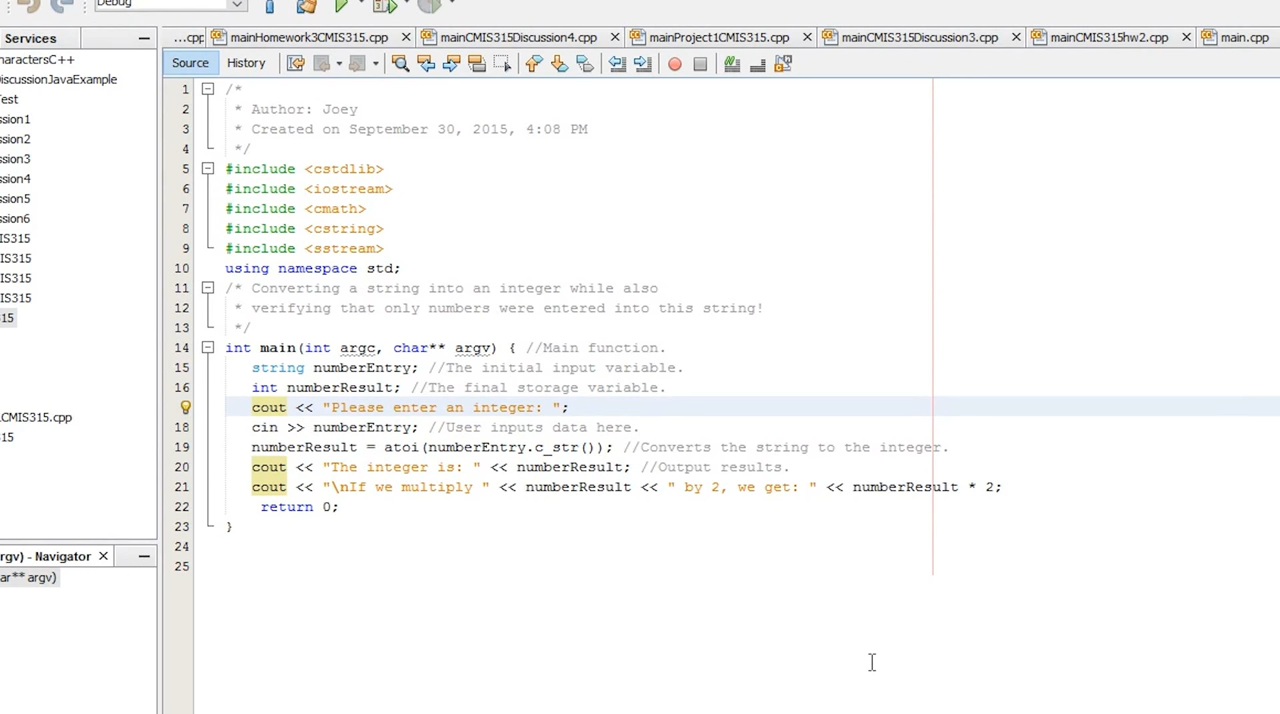 Debug
Services
haractersC++
iscussionJavaExample
est
ssion1
ssion2
ssion3
ssion4
ssion5
ssion6
IS315
IS315
IS315
IS315
15
CMIS315.cpp
15
rgv) - Navigator
ar** argv)
...cpp mainHomework3CMIS315.cpp mainCMIS315Discussion4.cpp mainProject1CMIS315.cpp mainCMIS315Discussion3.cpp mainCMIS315hw2.cpp main.cpp
Source History
1 /*
2 * Author: Joey
3 * Created on September 30, 2015, 4:08 PM
4 */
5 #include <cstdlib>
6 #include <iostream>
7 #include <cmath>
8 #include <cstring>
9 #include <sstream>
10 using namespace std;
11 /* Converting a string into an integer while also
12 * verifying that only numbers were entered into this string!
13 */
14 int main(int argc, char** argv) { //Main function.
15 string numberEntry; //The initial input variable.
16 int numberResult; //The final storage variable.
cout << "Please enter an integer: ";
18 cin >> numberEntry; //User inputs data here.
19 numberResult = atoi(numberEntry.c_str()); //Converts the string to the integer.
20 cout << "The integer is: " << numberResult; //Output results.
21 cout << "\nIf we multiply " << numberResult << " by 2, we get: " << numberResult * 2;
22 return 0;
23 }
24
25